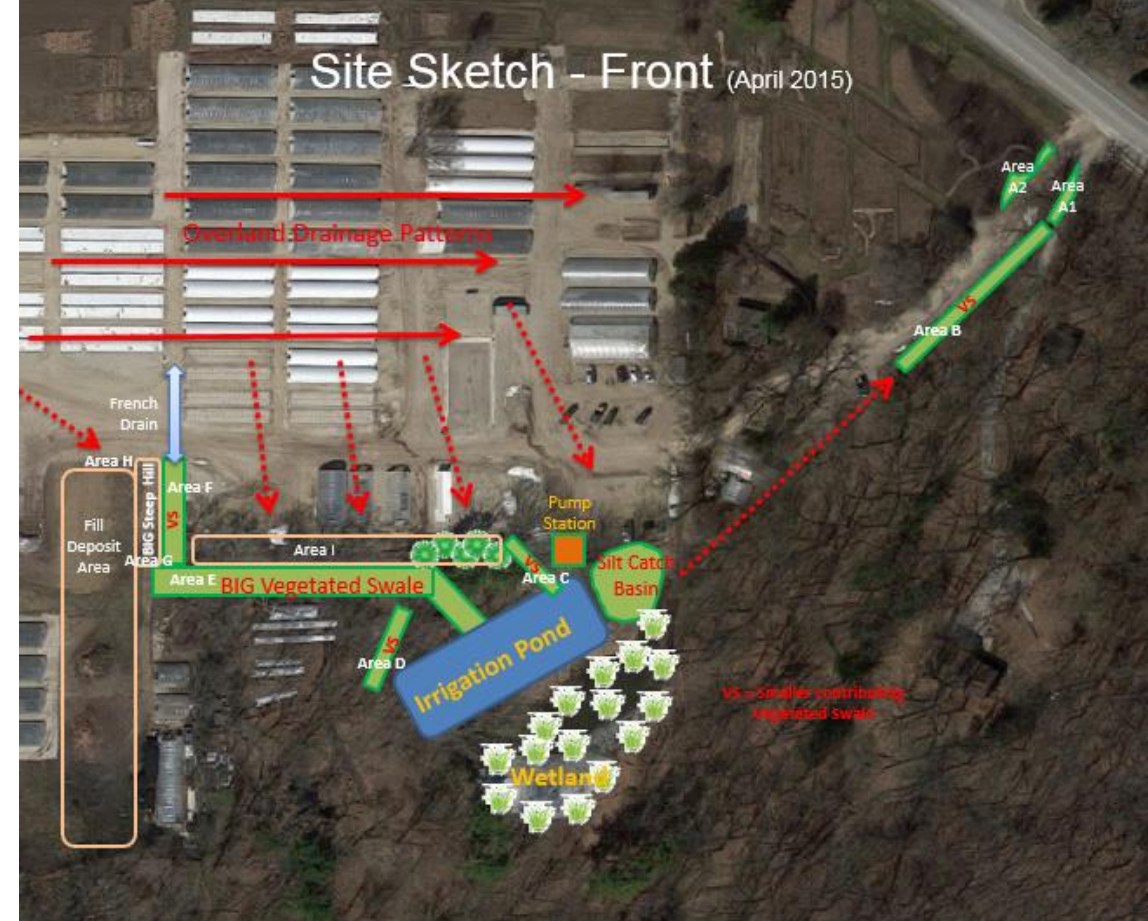 Site Sketch - Front (April 2015)
Area
A2
Area
A1
Overland Drainage Patterns
VS
Area B
French
Drain
Area H
BIG Steep Hill
Area F
VS
Fill
Deposit
Area
Area G
Area I
Pump
Station
VS
Area C
Silt Catch
Basin
Area E
BIG Vegetated Swale
VS
Area D
Irrigation Pond
VS – Smaller contributing
Vegetated Swale
Wetland